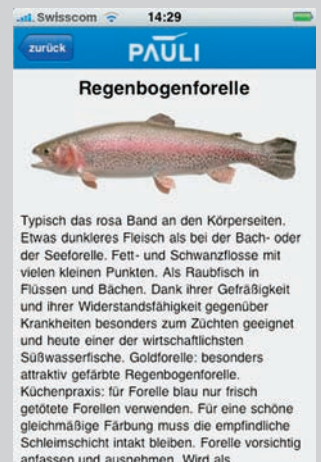 Swisscom 14:29
zurück PAULI
Regenbogenforelle
Typisch das rosa Band an den Körperseiten.
Etwas dunkleres Fleisch als bei der Bach- oder
der Seeforelle. Fett- und Schwanzflosse mit
vielen kleinen Punkten. Als Raubfisch in
Flüssen und Bächen. Dank ihrer Gefräßigkeit
und ihrer Widerstandsfähigkeit gegenüber
Krankheiten besonders zum Züchten geeignet
und heute einer der wirtschaftlichsten
Süßwasserfische. Goldforelle: besonders
attraktiv gefärbte Regenbogenforelle.
Küchenpraxis: für Forelle blau nur frisch
getötete Forellen verwenden. Für eine schöne
gleichmäßige Färbung muss die empfindliche
Schleimschicht intakt bleiben. Forelle vorsichtig
anfassen und ausnehmen. Wird als